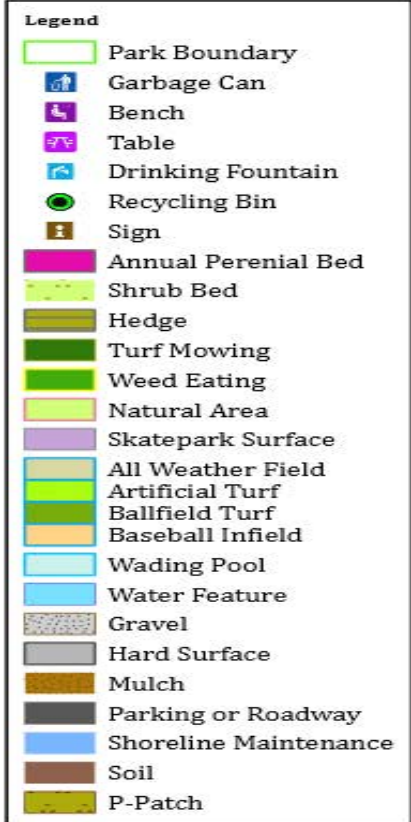 Legend
Park Boundary
Garbage Can
Bench
Table
Drinking Fountain
Recycling Bin
Sign
Annual Perenial Bed
Shrub Bed
Hedge
Turf Mowing
Weed Eating
Natural Area
Skatepark Surface
All Weather Field
Artificial Turf
Ballfield Turf
Baseball Infield
Wading Pool
Water Feature
Gravel
Hard Surface
Mulch
Parking or Roadway
Shoreline Maintenance
Soil
P-Patch